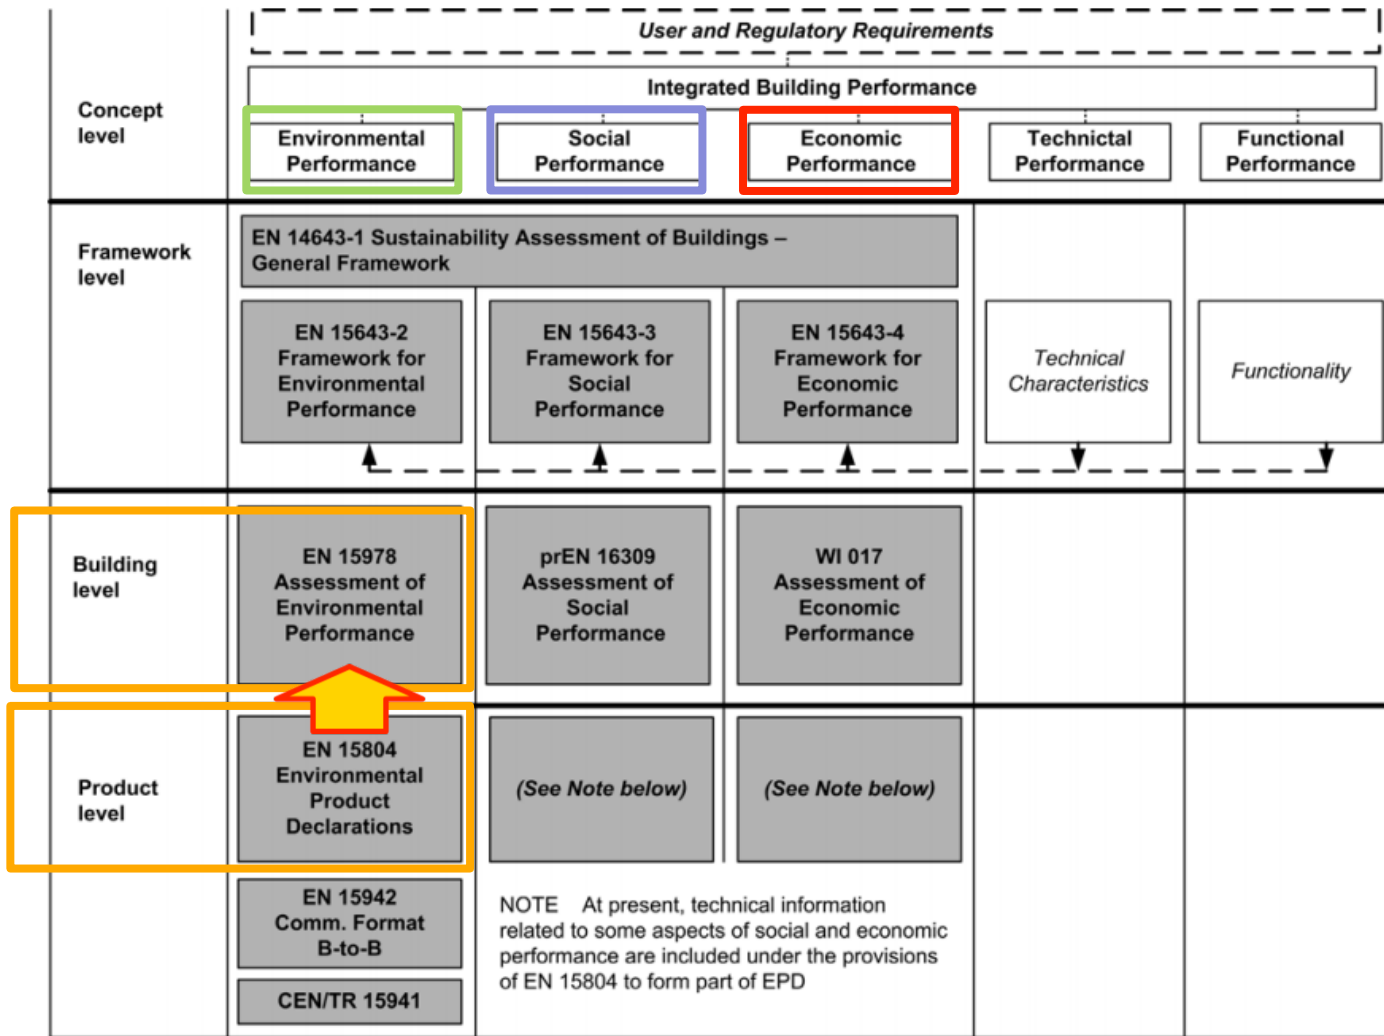 User and Regulatory Requirements
Integrated Building Performance
Concept
level
Environmental
Performance
Social
Performance
Economic
Performance
Technictal
Performance
Functional
Performance
Framework
level
EN 14643-1 Sustainability Assessment of Buildings –
General Framework
EN 15643-2
Framework for
Environmental
Performance
EN 15643-3
Framework for
Social
Performance
EN 15643-4
Framework for
Economic
Performance
Technical
Characteristics
Functionality
Building
level
EN 15978
Assessment of
Environmental
Performance
prEN 16309
Assessment of
Social
Performance
WI 017
Assessment of
Economic
Performance
Product
level
EN 15804
Environmental
Product
Declarations
(See Note below)
(See Note below)
EN 15942
Comm. Format
B-to-B
CEN/TR 15941
NOTE At present, technical information
related to some aspects of social and economic
performance are included under the provisions
of EN 15804 to form part of EPD